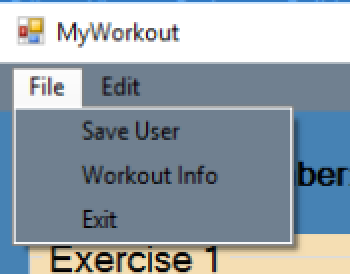 MyWorkout
File Edit
Save User
Workout Info
Exit
Exercise 1